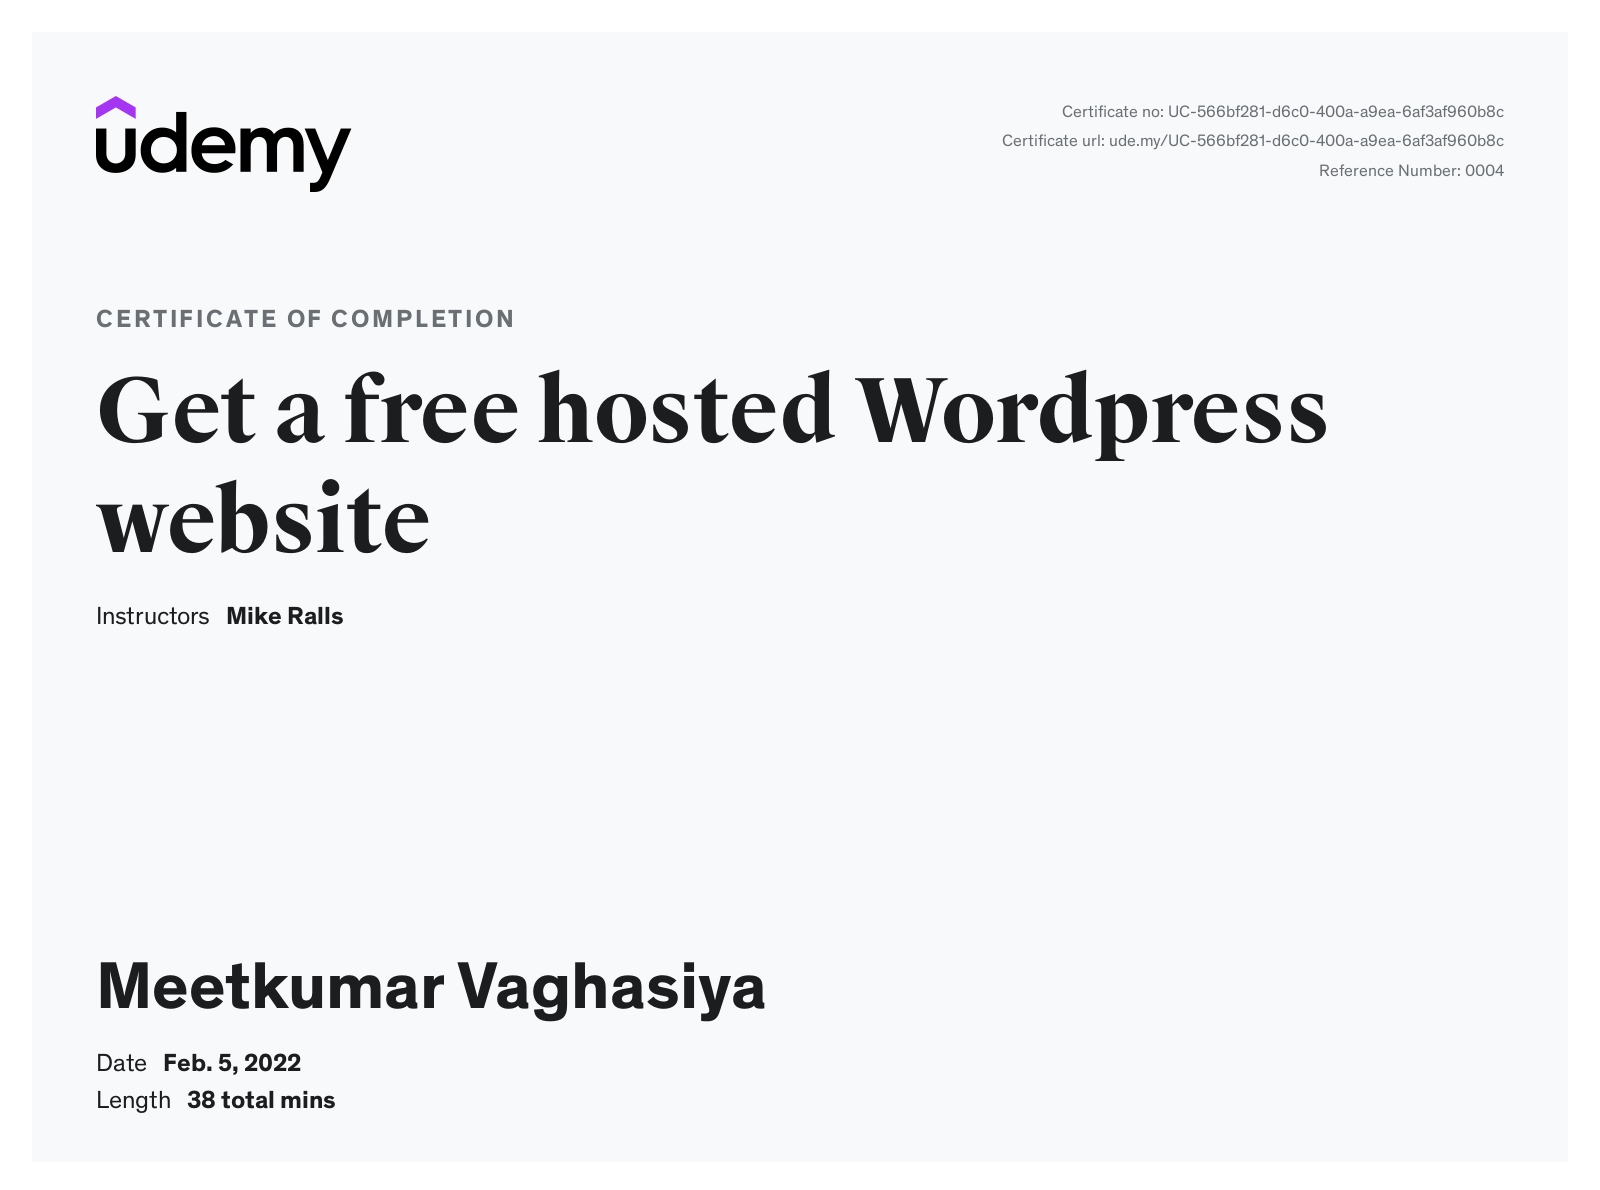 udemy
Certificate no: UC-566bf281-d6c0-400a-a9ea-6af3af960b8c
Certificate url: ude.my/UC-566bf281-d6c0-400a-a9ea-6af3af960b8c
Reference Number: 0004
CERTIFICATE OF COMPLETION
Get a free hosted Wordpress
website
Instructors Mike Ralls
Meetkumar Vaghasiya
Date Feb. 5, 2022
Length 38 total mins